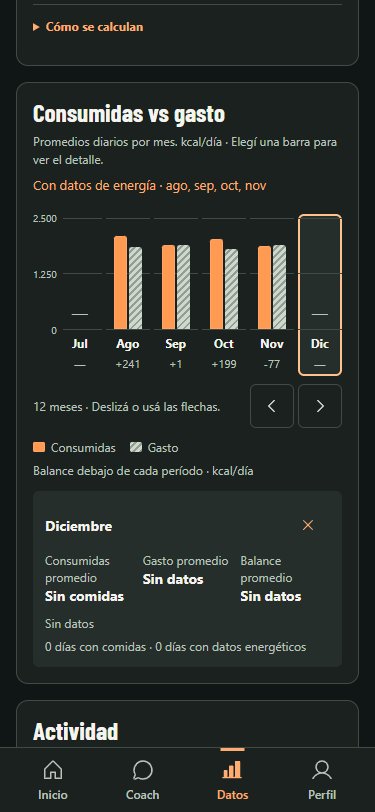 Cómo se calculan
Consumidas vs gasto
Promedios diarios por mes. kcal/día · Elegí una barra para
ver el detalle.
Con datos de energía · ago, sep, oct, nov
2.500
1.250
0
— —
Jul Ago Sep Oct Nov Dic
— +241 +1 +199 -77 —
12 meses · Deslizá o usá las flechas.
Consumidas Gasto
Balance debajo de cada período · kcal/día
Diciembre
Consumidas promedio
Sin comidas
Gasto promedio
Sin datos
Balance promedio
Sin datos
Sin datos
0 días con comidas · 0 días con datos energéticos
Actividad
Inicio Coach Datos Perfil